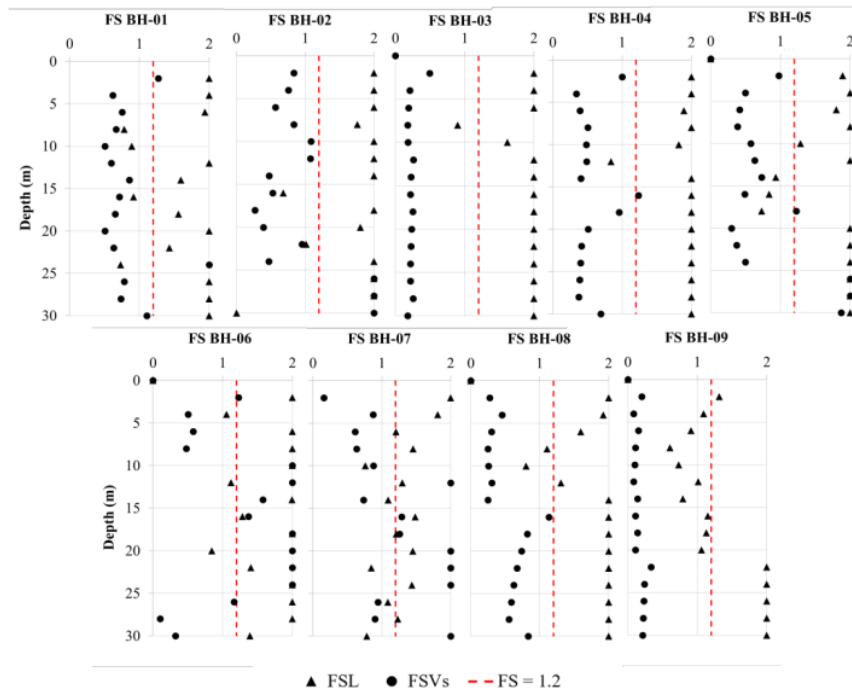 FS BH-01 FS BH-02 FS BH-03 FS BH-04 FS BH-05
0 1 2 0 1 2 0 1 2 0 1 2 0 1 2
0
5
10
15
20
25
30
Depth (m)
FS BH-06 FS BH-07 FS BH-08 FS BH-09
0 1 2 0 1 2 0 1 2 0 1 2
0
5
10
15
20
25
30
Depth (m)
FSL FSVs FS = 1.2